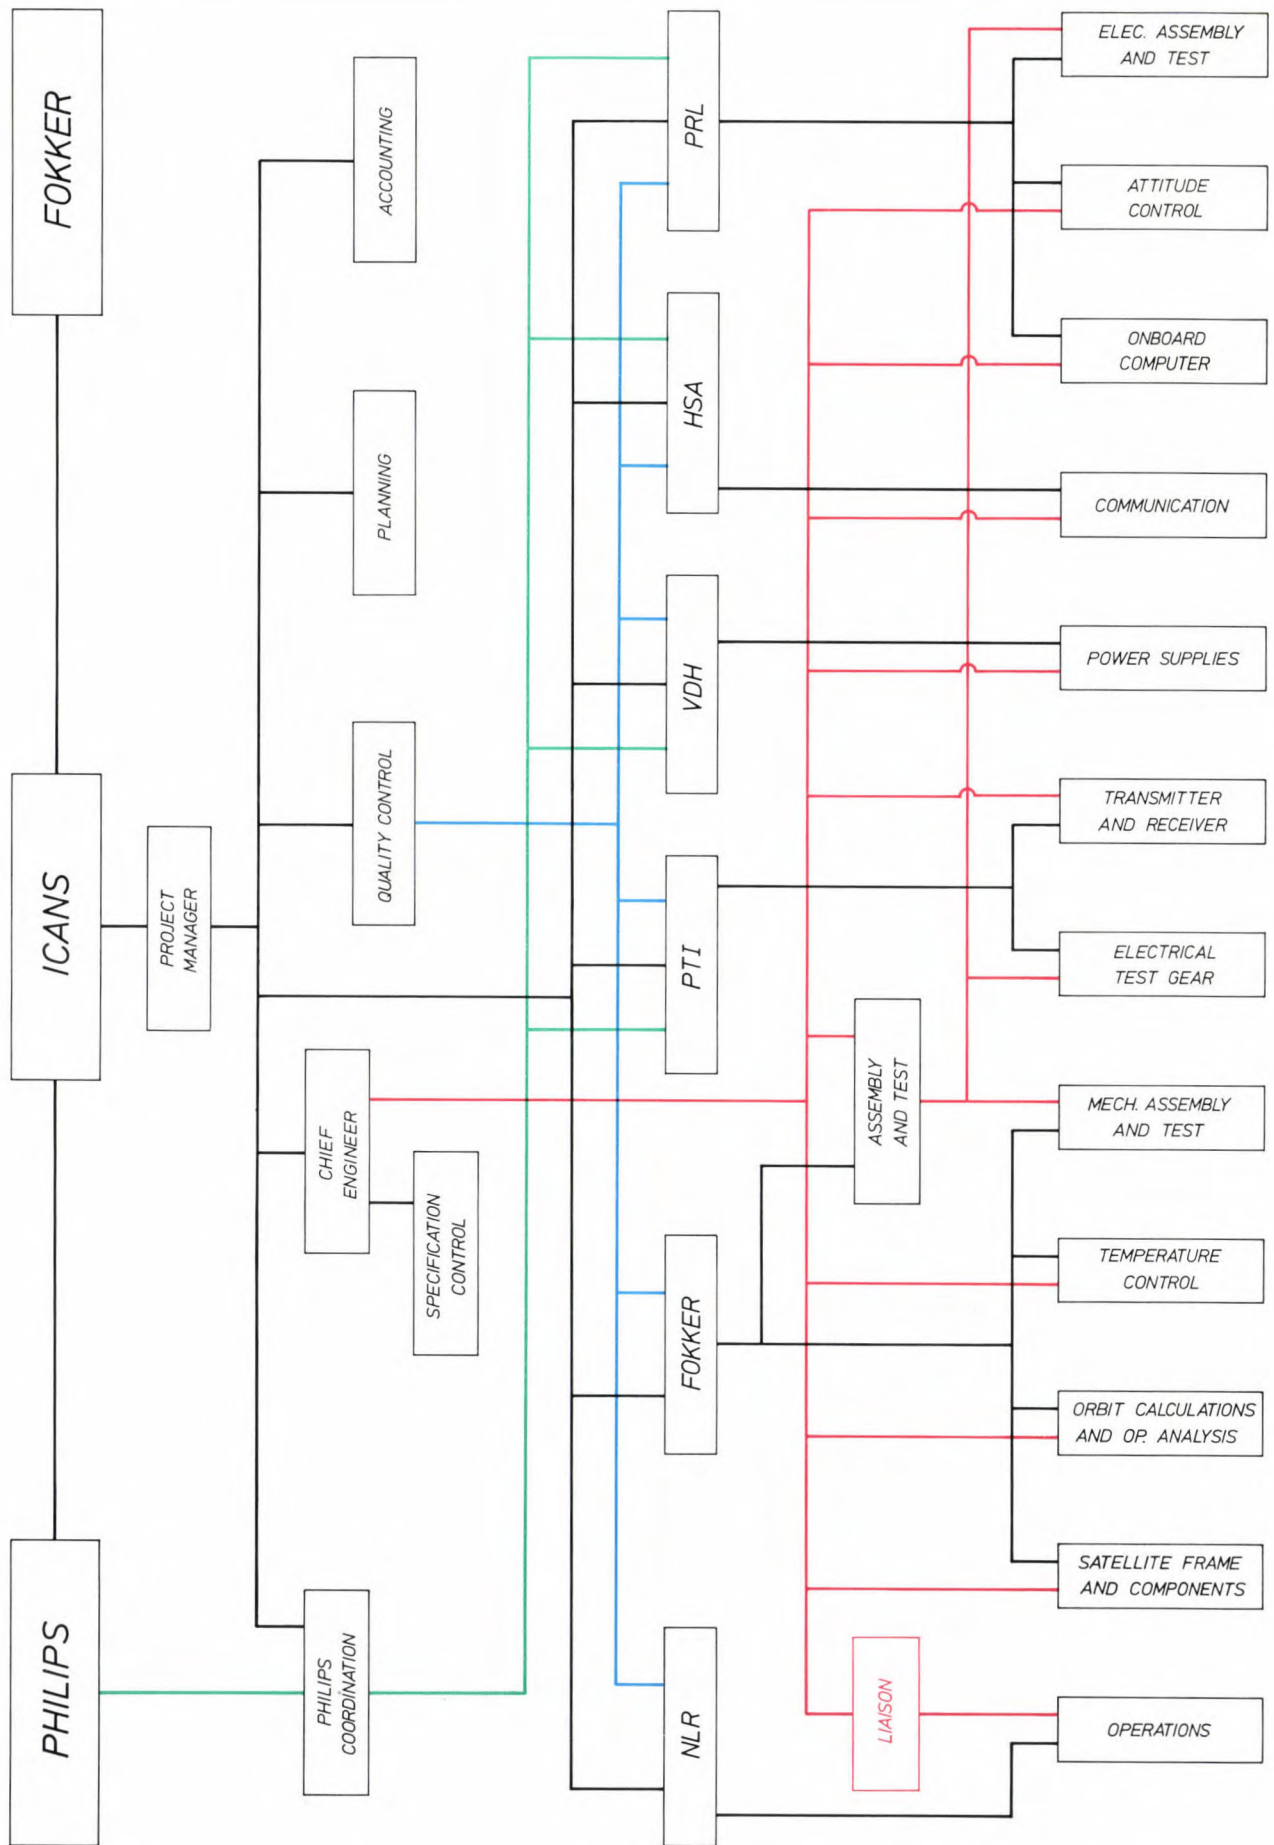 PHILIPS
ICANS
FOKKER
PROJECT
MANAGER
PHILIPS
COORDINATION
CHIEF
ENGINEER
SPECIFICATION
CONTROL
QUALITY CONTROL
PLANNING
ACCOUNTING
NLR
FOKKER
PTI
VDH
HSA
PRL
LIAISON
ASSEMBLY
AND TEST
OPERATIONS
SATELLITE FRAME
AND COMPONENTS
ORBIT CALCULATIONS
AND OP. ANALYSIS
TEMPERATURE
CONTROL
MECH. ASSEMBLY
AND TEST
ELECTRICAL
TEST GEAR
TRANSMITTER
AND RECEIVER
POWER SUPPLIES
COMMUNICATION
ONBOARD
COMPUTER
ATTITUDE
CONTROL
ELEC. ASSEMBLY
AND TEST